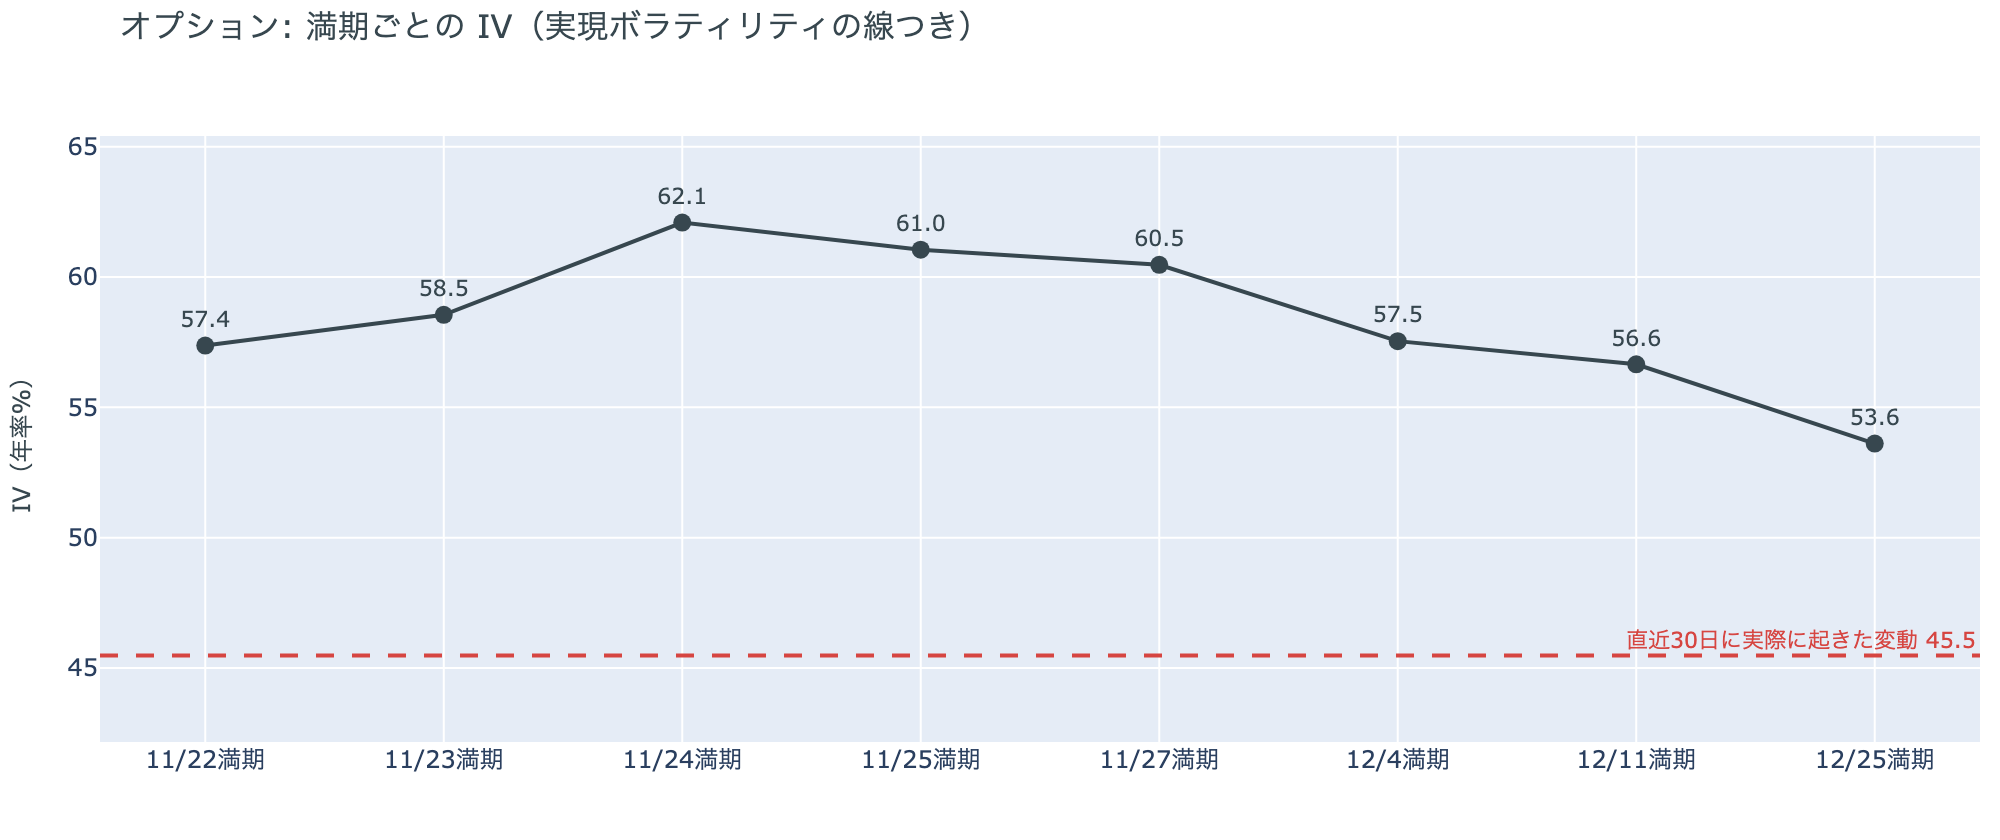 オプション: 満期ごとの IV（実現ボラティリティの線つき）
IV（年率%）
65
60
55
50
45
57.4
58.5
62.1
61.0
60.5
57.5
56.6
53.6
直近30日に実際に起きた変動 45.5
11/22満期
11/23満期
11/24満期
11/25満期
11/27満期
12/4満期
12/11満期
12/25満期